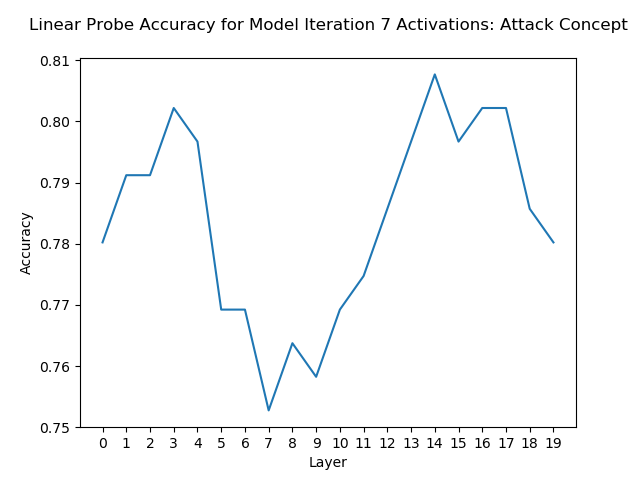 Linear Probe Accuracy for Model Iteration 7 Activations: Attack Concept
0.81
0.80
0.79
0.78
0.77
0.76
0.75
Accuracy
0 1 2 3 4 5 6 7 8 9 10 11 12 13 14 15 16 17 18 19
Layer